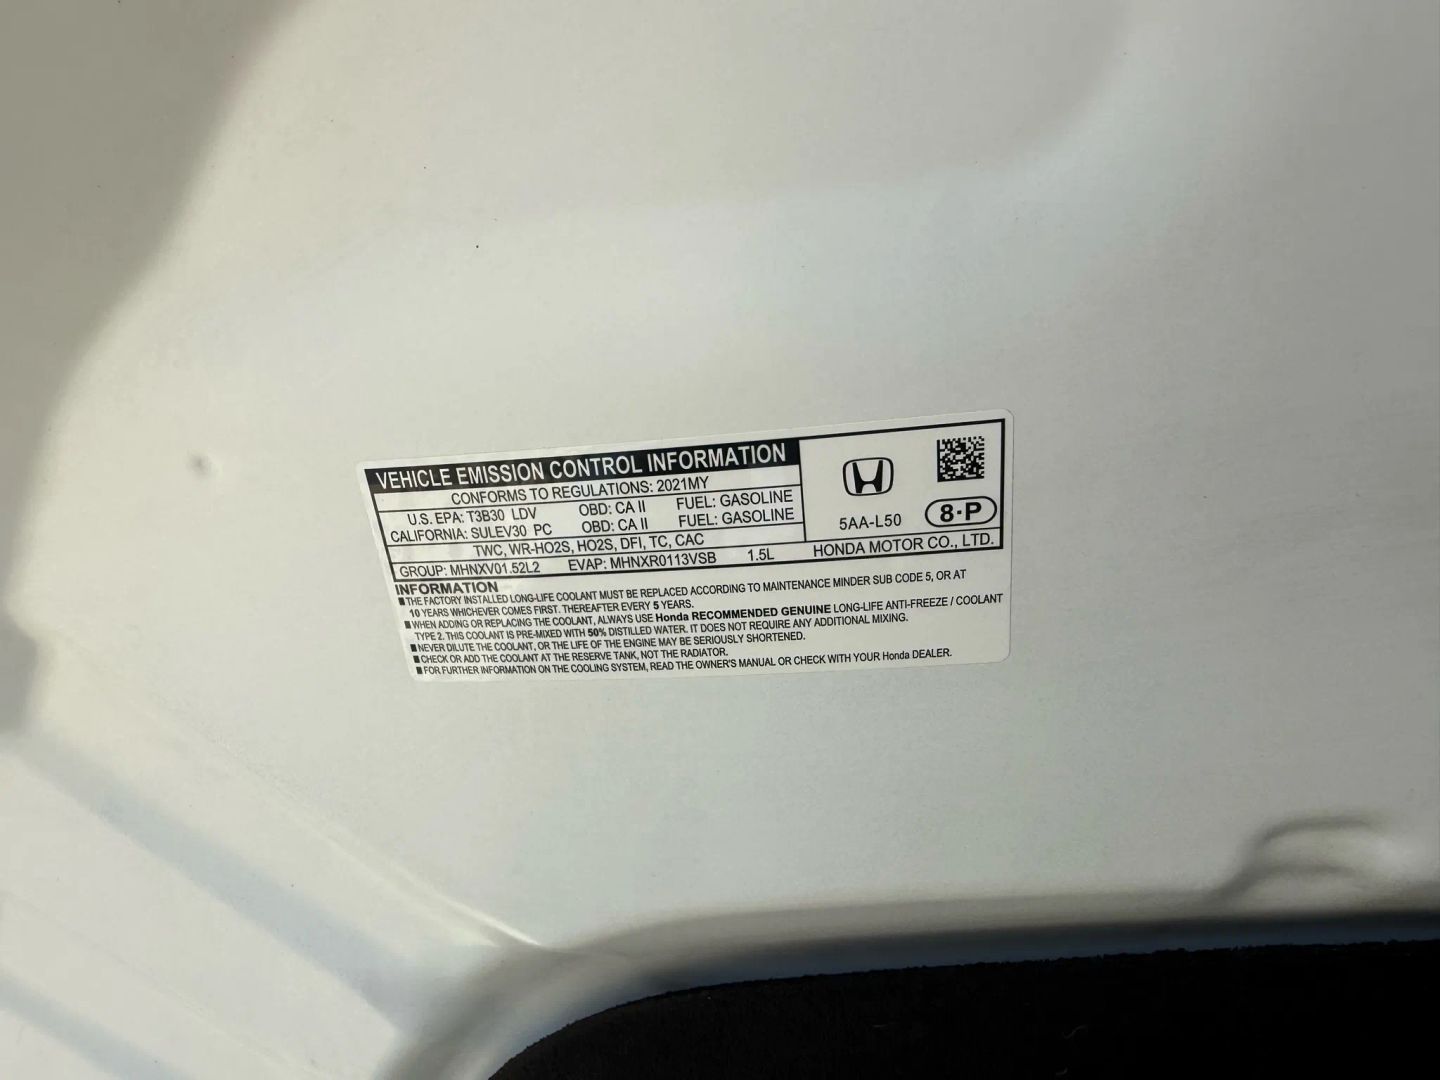 VEHICLE EMISSION CONTROL INFORMATION
CONFORMS TO REGULATIONS: 2021MY
U.S. EPA: T3B30 LDV OBD: CA II FUEL: GASOLINE
CALIFORNIA: SULEV30 PC OBD: CA II FUEL: GASOLINE
TWC, WR-HO2S, HO2S, DFI, TC, CAC
GROUP: MHNXV01.52L2 EVAP: MHNXR0113VSB 1.5L
5AA-L50
8·P
HONDA MOTOR CO., LTD.
INFORMATION
■ THE FACTORY INSTALLED LONG-LIFE COOLANT MUST BE REPLACED ACCORDING TO MAINTENANCE MINDER SUB CODE 5, OR AT
10 YEARS WHICHEVER COMES FIRST. THEREAFTER EVERY 5 YEARS.
■ WHEN ADDING OR REPLACING THE COOLANT, ALWAYS USE Honda RECOMMENDED GENUINE LONG-LIFE ANTI-FREEZE / COOLANT
TYPE 2. THIS COOLANT IS PRE-MIXED WITH 50% DISTILLED WATER. IT DOES NOT REQUIRE ANY ADDITIONAL MIXING.
■ NEVER DILUTE THE COOLANT, OR THE LIFE OF THE ENGINE MAY BE SERIOUSLY SHORTENED.
■ CHECK OR ADD THE COOLANT AT THE RESERVE TANK, NOT THE RADIATOR.
■ FOR FURTHER INFORMATION ON THE COOLING SYSTEM, READ THE OWNER'S MANUAL OR CHECK WITH YOUR Honda DEALER.